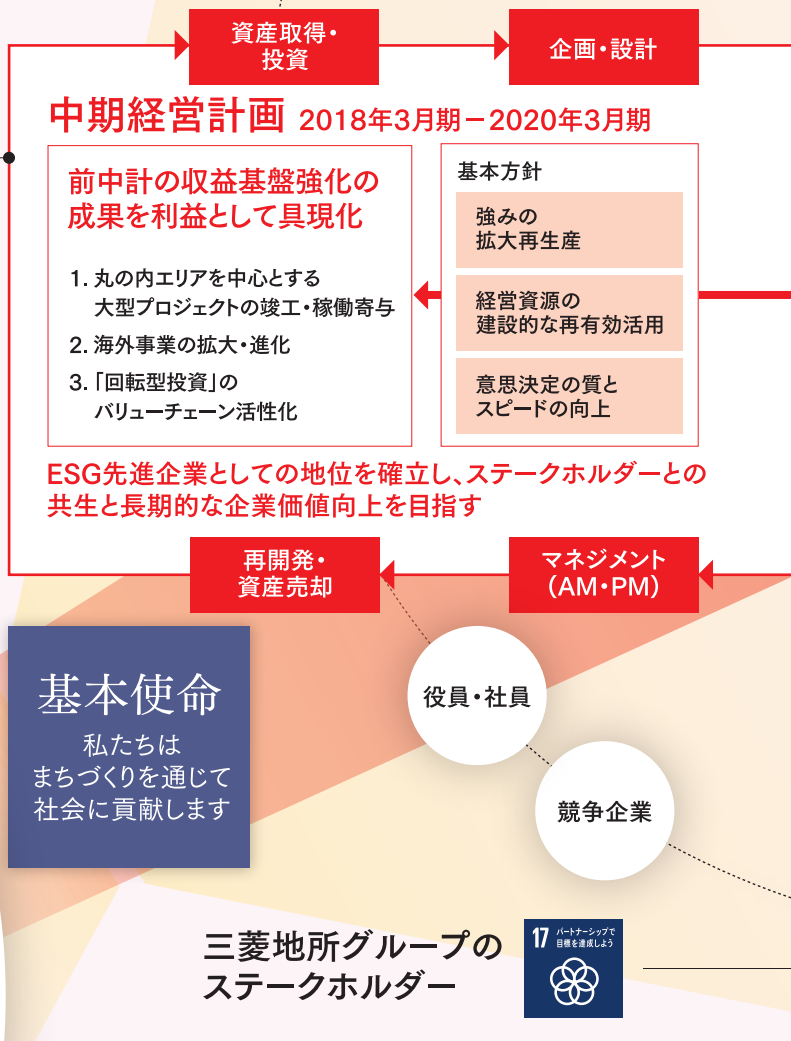 資産取得・
投資
企画・設計
中期経営計画 2018年3月期－2020年3月期
前中計の収益基盤強化の
成果を利益として具現化
1. 丸の内エリアを中心とする
大型プロジェクトの竣工・稼働寄与
2. 海外事業の拡大・進化
3. 「回転型投資」の
バリューチェーン活性化
基本方針
強みの
拡大再生産
経営資源の
建設的な再有効活用
意思決定の質と
スピードの向上
ESG先進企業としての地位を確立し、ステークホルダーとの
共生と長期的な企業価値向上を目指す
再開発・
資産売却
マネジメント
（AM・PM）
基本使命
私たちは
まちづくりを通じて
社会に貢献します
役員・社員
競争企業
三菱地所グループの
ステークホルダー
17 パートナーシップで
目標を達成しよう